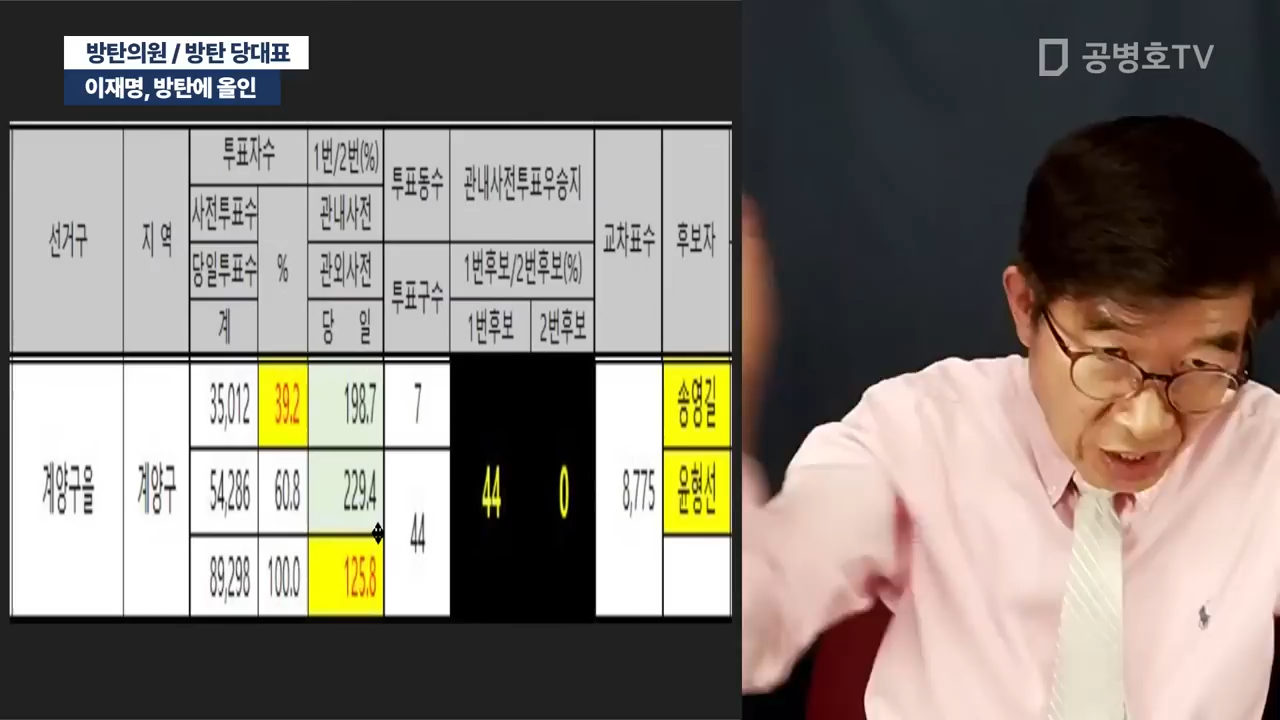 방탄의원 / 방탄 당대표
이재명, 방탄에 올인
공병호TV
선거구
지 역
투표자수
사전투표수
당일투표수
계
%
1번/2번(%)
관내사전
관외사전
당 일
투표동수
투표구수
관내사전투표우승지
1번후보/2번후보(%)
1번후보
2번후보
교차표수
후보자
계양구을
계양구
35,012
39.2
198.7
7
송영길
54,286
60.8
229.4
44
44
0
8,775
윤형선
89,298
100.0
125.8